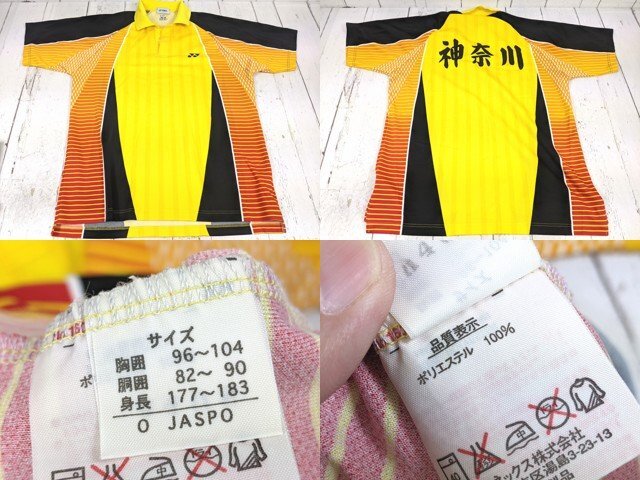 神奈川
サイズ
胸囲 96〜104
胴囲 82〜 90
身長 177〜183
O JASPO
品質表示
ポリエステル 100%
ネックス株式会社
区湯島3-23-13